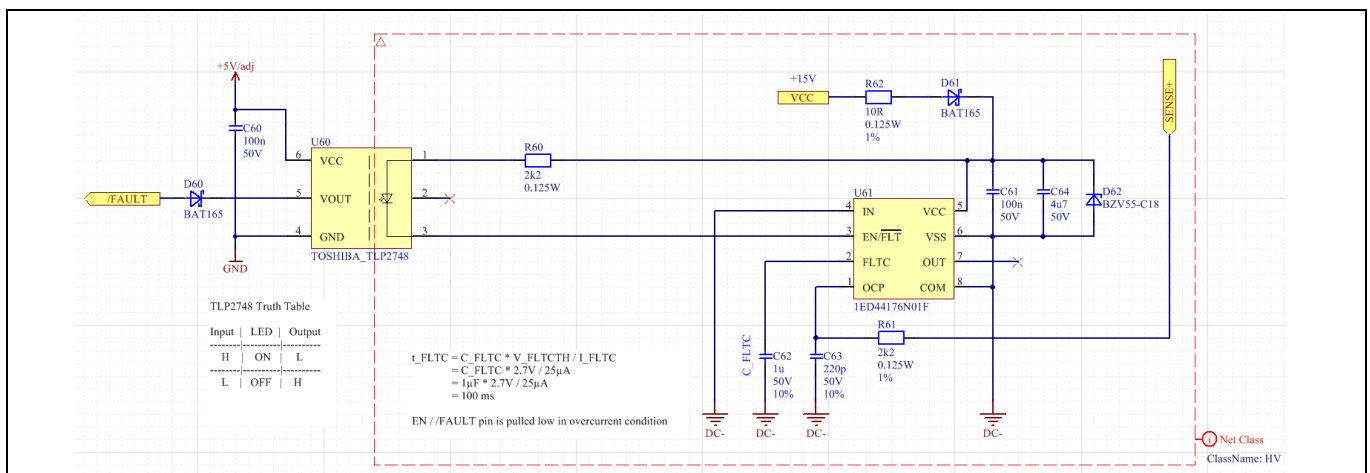 +5V/adj
C60
100n
50V
U60
6 VCC
5 VOUT
4 GND
1
2
3
TOSHIBA_TLP2748
/FAULT
D60
BAT165
GND
R60
2k2
0.125W
+15V
VCC
R62
10R
0.125W
1%
D61
BAT165
SENSE+
U61
4 IN
3 EN/FLT
2 FLTC
1 OCP
VCC 5
VSS 6
OUT 7
COM 8
1ED44176N01F
C61
100n
50V
C64
4u7
50V
D62
BZV55-C18
R61
2k2
0.125W
1%
C_FLTC
C62
1u
50V
10%
C63
220p
50V
10%
DC-
DC-
DC-
DC-
TLP2748 Truth Table
Input | LED | Output
--------|----------|---------
H | ON | L
--------|----------|---------
L | OFF | H
t_FLTC = C_FLTC * V_FLTCTH / I_FLTC
= C_FLTC * 2.7V / 25µA
= 1µF * 2.7V / 25µA
= 100 ms
EN / /FAULT pin is pulled low in overcurrent condition
i Net Class
ClassName: HV